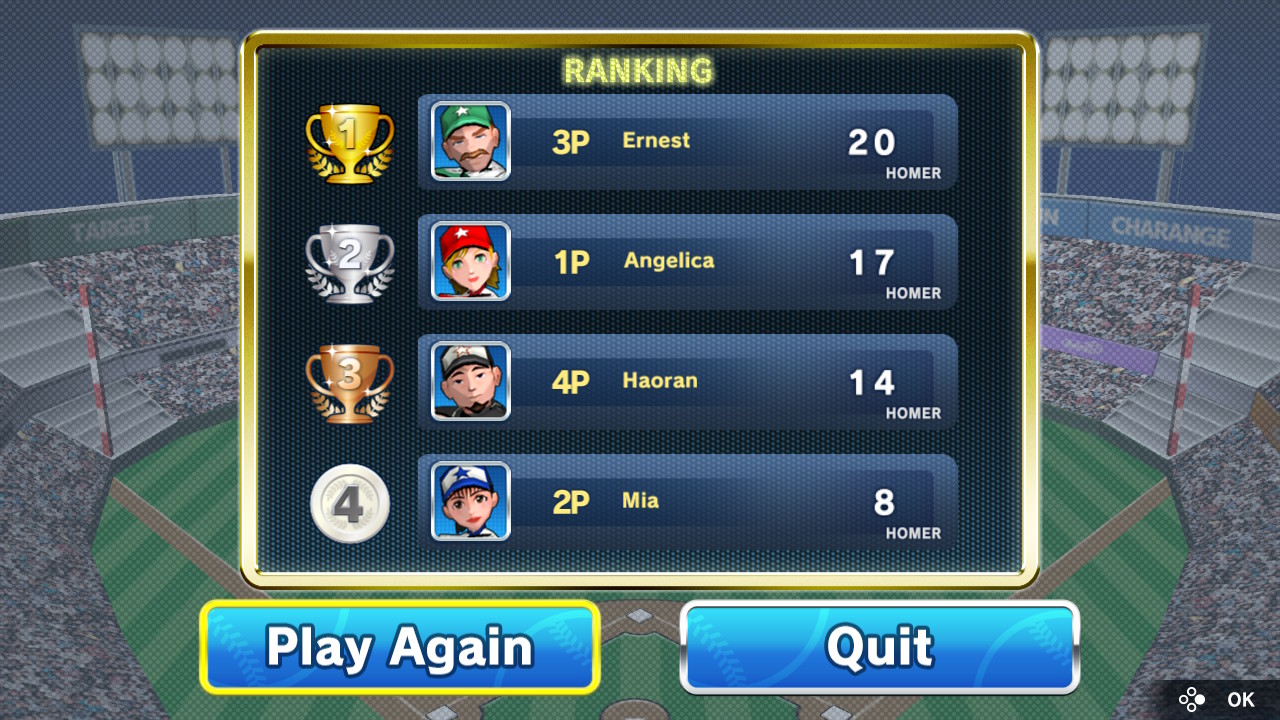 RANKING
1
3P Ernest 20
HOMER
TARGET
CHARANGE
2
1P Angelica 17
HOMER
3
4P Haoran 14
HOMER
4
2P Mia 8
HOMER
Play Again
Quit
OK